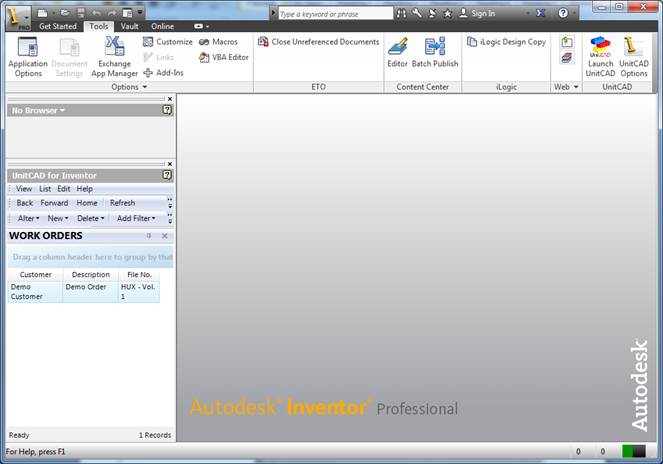 PRO
Type a keyword or phrase
Sign In
Get Started Tools Vault Online
Application Options
Document Settings
Exchange App Manager
Customize
Links
Add-Ins
Macros
VBA Editor
Close Unreferenced Documents
Editor
Batch Publish
iLogic Design Copy
UnitCAD
Launch UnitCAD
UnitCAD Options
Options ETO Content Center iLogic Web UnitCAD
No Browser
UnitCAD for Inventor
View List Edit Help
Back Forward Home Refresh
Alter New Delete Add Filter
WORK ORDERS
Drag a column header here to group by that
Customer Description File No.
Demo Customer
Demo Order
HUX - Vol. 1
Autodesk® Inventor® Professional
Autodesk®
Ready 1 Records
For Help, press F1 0 0